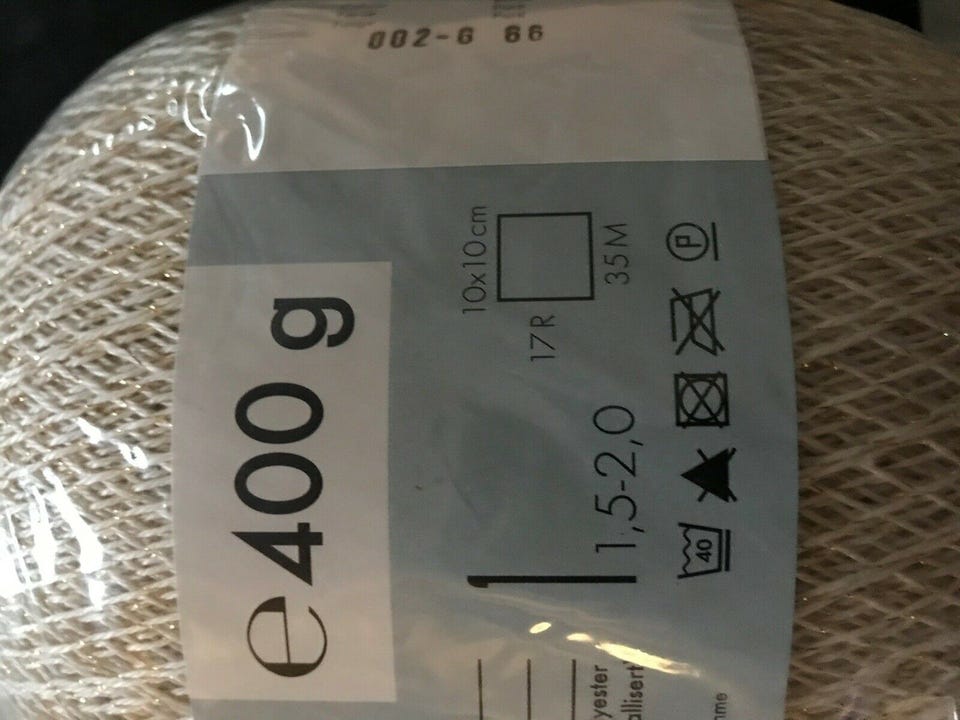 002-6 66
e 400 g
10x10cm
17R
35M
1,5-2,0
40
P
yester
allisert